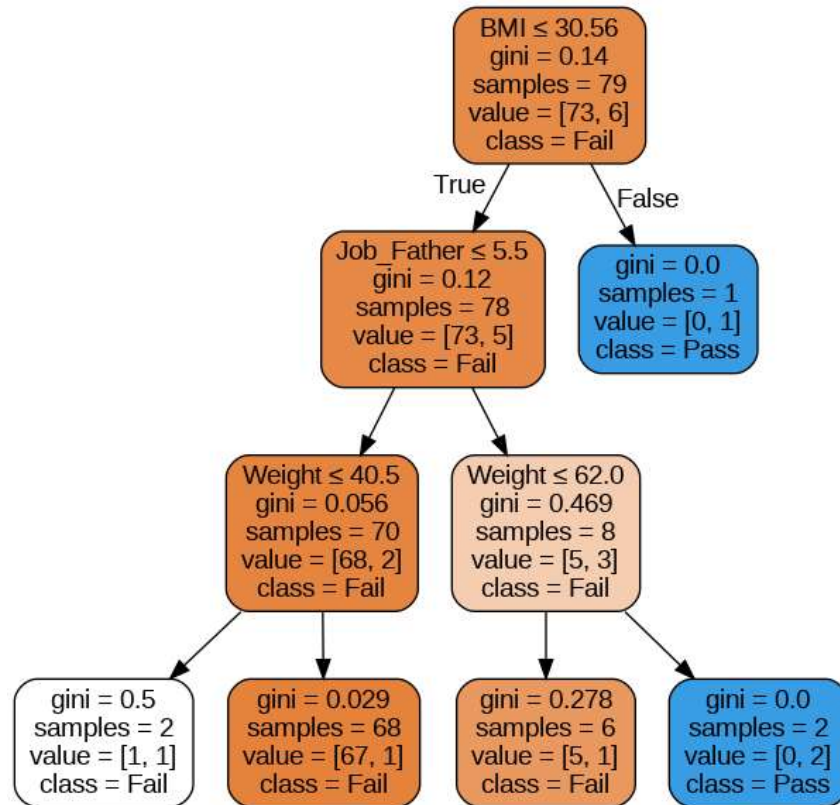 BMI ≤ 30.56
gini = 0.14
samples = 79
value = [73, 6]
class = Fail
True
False
Job_Father ≤ 5.5
gini = 0.12
samples = 78
value = [73, 5]
class = Fail
gini = 0.0
samples = 1
value = [0, 1]
class = Pass
Weight ≤ 40.5
gini = 0.056
samples = 70
value = [68, 2]
class = Fail
Weight ≤ 62.0
gini = 0.469
samples = 8
value = [5, 3]
class = Fail
gini = 0.5
samples = 2
value = [1, 1]
class = Fail
gini = 0.029
samples = 68
value = [67, 1]
class = Fail
gini = 0.278
samples = 6
value = [5, 1]
class = Fail
gini = 0.0
samples = 2
value = [0, 2]
class = Pass